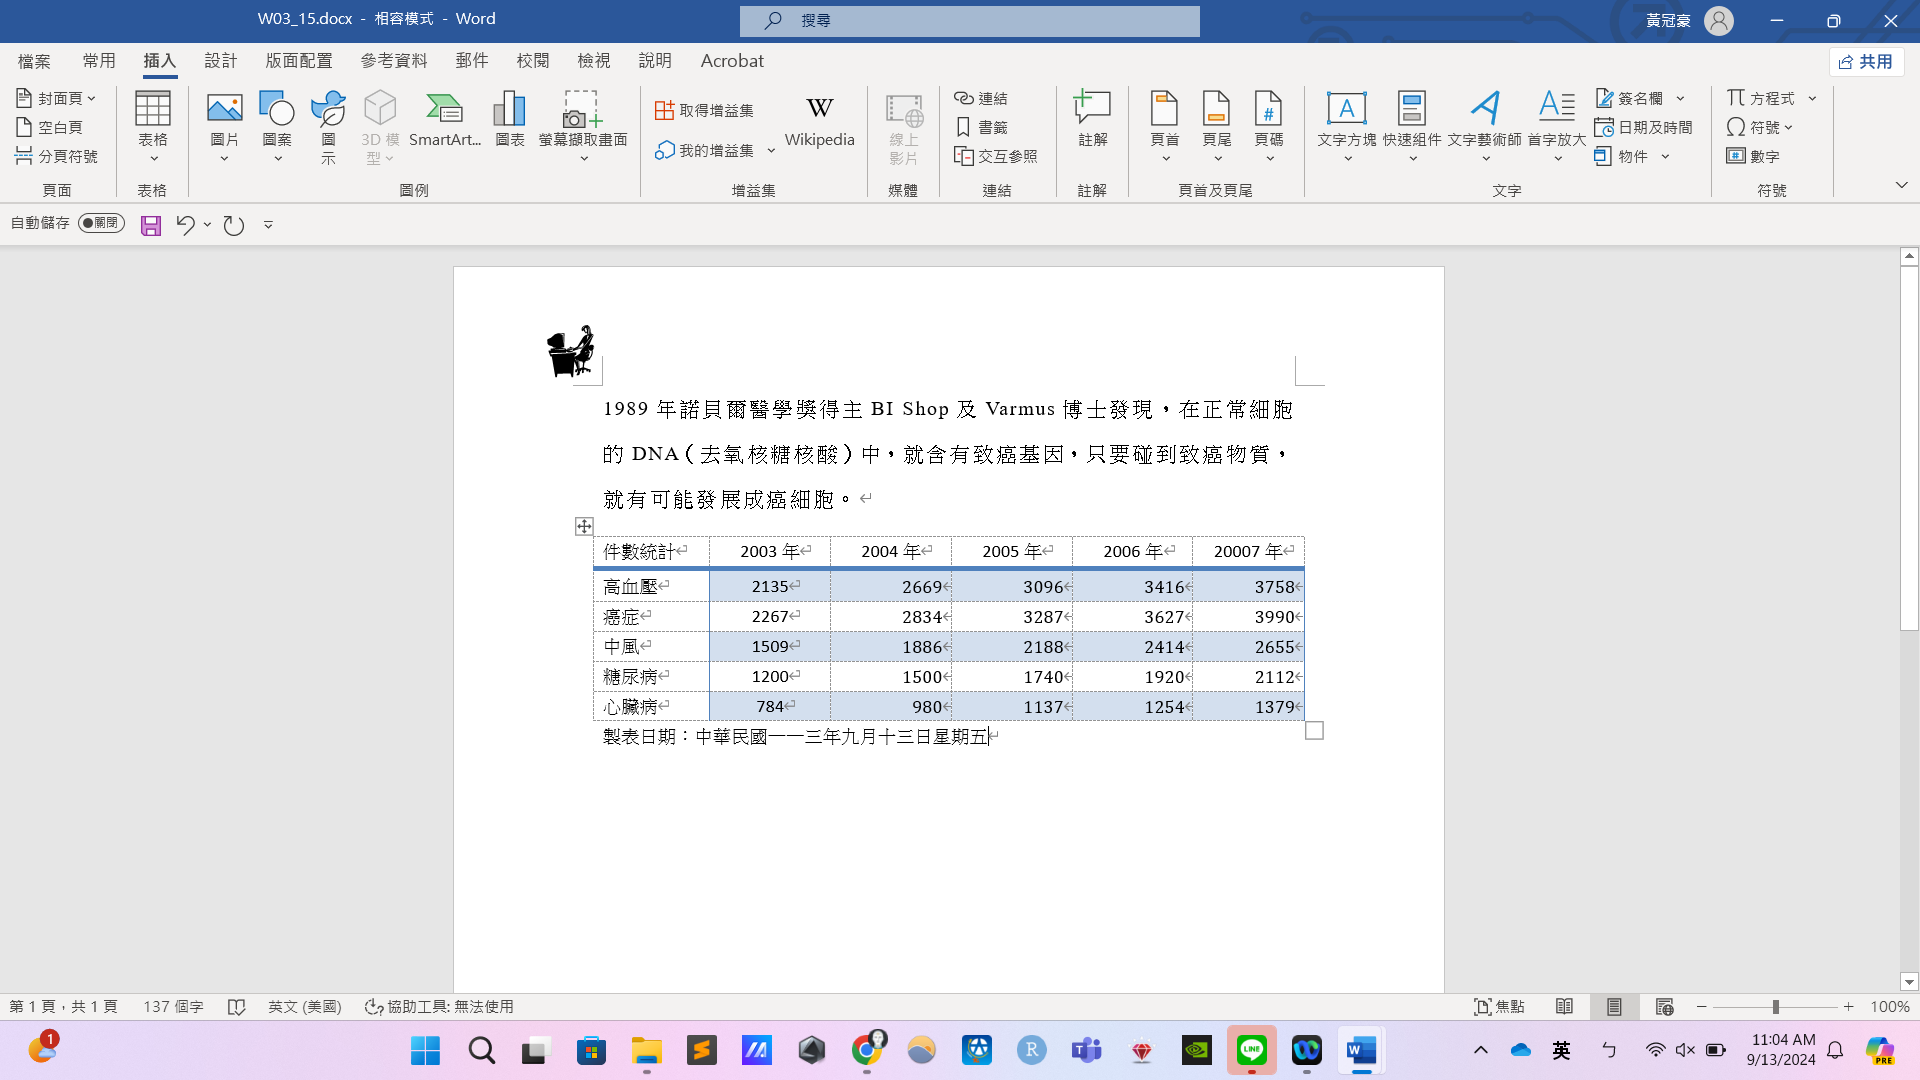 W03_15.docx - 相容模式 - Word
搜尋
黃冠豪
檔案 常用 插入 設計 版面配置 參考資料 郵件 校閱 檢視 說明 Acrobat
共用
封面頁
空白頁
分頁符號
頁面
表格
表格
圖片
圖案
圖示
3D 模型
SmartArt...
圖表
螢幕擷取畫面
圖例
取得增益集
我的增益集
Wikipedia
增益集
線上影片
媒體
連結
書籤
交互參照
連結
註解
註解
頁首
頁尾
頁碼
頁首及頁尾
文字方塊
快速組件
文字藝術師
首字放大
簽名欄
日期及時間
物件
文字
方程式
符號
數字
符號
自動儲存 關閉
1989 年諾貝爾醫學獎得主 BI Shop 及 Varmus 博士發現，在正常細胞
的 DNA（去氧核糖核酸）中，就含有致癌基因，只要碰到致癌物質，
就有可能發展成癌細胞。
件數統計 2003 年 2004 年 2005 年 2006 年 20007 年
高血壓 2135 2669 3096 3416 3758
癌症 2267 2834 3287 3627 3990
中風 1509 1886 2188 2414 2655
糖尿病 1200 1500 1740 1920 2112
心臟病 784 980 1137 1254 1379
製表日期：中華民國一一三年九月十三日星期五
第 1 頁，共 1 頁 137 個字 英文 (美國) 協助工具: 無法使用
焦點 100%
1
LINE
英 ㄅ
11:04 AM
9/13/2024
PRE